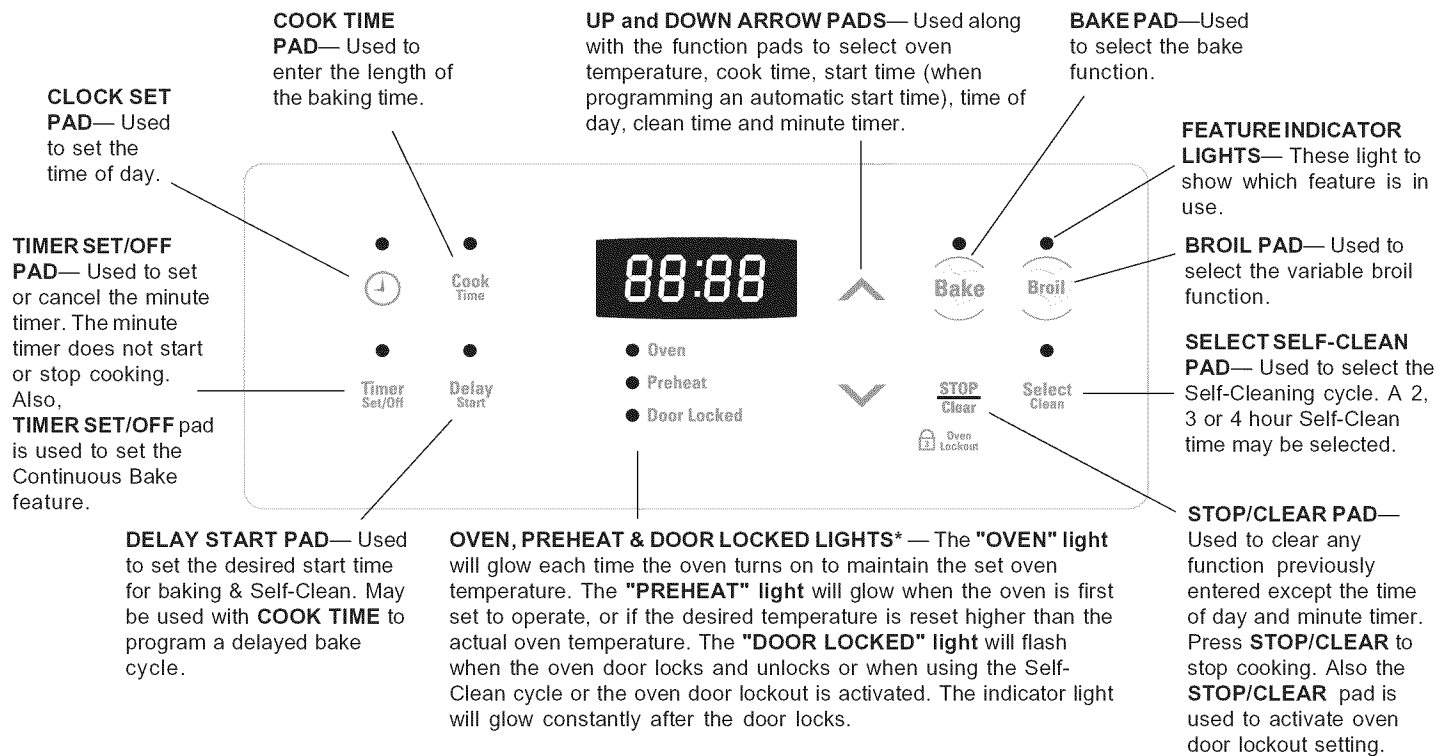 COOK TIME
PAD— Used to
enter the length of
the baking time.
UP and DOWN ARROW PADS— Used along
with the function pads to select oven
temperature, cook time, start time (when
programming an automatic start time), time of
day, clean time and minute timer.
BAKE PAD—Used
to select the bake
function.
CLOCK SET
PAD— Used
to set the
time of day.
FEATURE INDICATOR
LIGHTS— These light to
show which feature is in
use.
TIMER SET/OFF
PAD— Used to set
or cancel the minute
timer. The minute
timer does not start
or stop cooking.
Also,
TIMER SET/OFF pad
is used to set the
Continuous Bake
feature.
Cook
Time
88:88
Bake
Broil
BROIL PAD— Used to
select the variable broil
function.
Timer
Set/Off
Delay
Start
Oven
Preheat
Door Locked
STOP
Clear
Oven
Lockout
Select
Clean
SELECT SELF-CLEAN
PAD— Used to select the
Self-Cleaning cycle. A 2,
3 or 4 hour Self-Clean
time may be selected.
DELAY START PAD— Used
to set the desired start time
for baking & Self-Clean. May
be used with COOK TIME to
program a delayed bake
cycle.
OVEN, PREHEAT & DOOR LOCKED LIGHTS* — The "OVEN" light
will glow each time the oven turns on to maintain the set oven
temperature. The "PREHEAT" light will glow when the oven is first
set to operate, or if the desired temperature is reset higher than the
actual oven temperature. The "DOOR LOCKED" light will flash
when the oven door locks and unlocks or when using the Self-
Clean cycle or the oven door lockout is activated. The indicator light
will glow constantly after the door locks.
STOP/CLEAR PAD—
Used to clear any
function previously
entered except the time
of day and minute timer.
Press STOP/CLEAR to
stop cooking. Also the
STOP/CLEAR pad is
used to activate oven
door lockout setting.